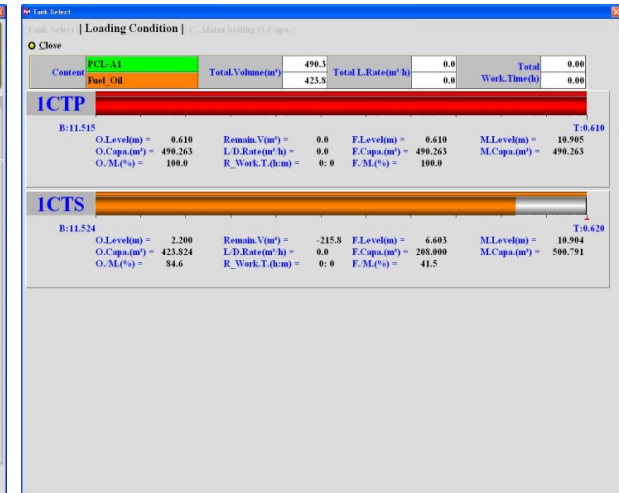 Tank Select
Tank Select | Loading Condition | C. Alarm Setting O.Capa. |
Close
Content PCL-A1 Total.Volume(m³) 490.3 Total L.Rate(m³/h) 0.0 Total Work.Time(h) 0.00
Fuel_Oil 423.8 0.0 0.00
1CTP
B:11.515 T:0.610
O.Level(m) = 0.610 Remain.V(m³) = 0.0 F.Level(m) = 0.610 M.Level(m) = 10.905
O.Capa.(m³) = 490.263 L/D.Rate(m³/h) = 0.0 F.Capa.(m³) = 490.263 M.Capa.(m³) = 490.263
O./M.(%) = 100.0 R_Work.T.(h:m) = 0: 0 F./M.(%) = 100.0
1CTS
B:11.524 T:0.620
O.Level(m) = 2.200 Remain.V(m³) = -215.8 F.Level(m) = 6.603 M.Level(m) = 10.904
O.Capa.(m³) = 423.824 L/D.Rate(m³/h) = 0.0 F.Capa.(m³) = 208.000 M.Capa.(m³) = 500.791
O./M.(%) = 84.6 R_Work.T.(h:m) = 0: 0 F./M.(%) = 41.5